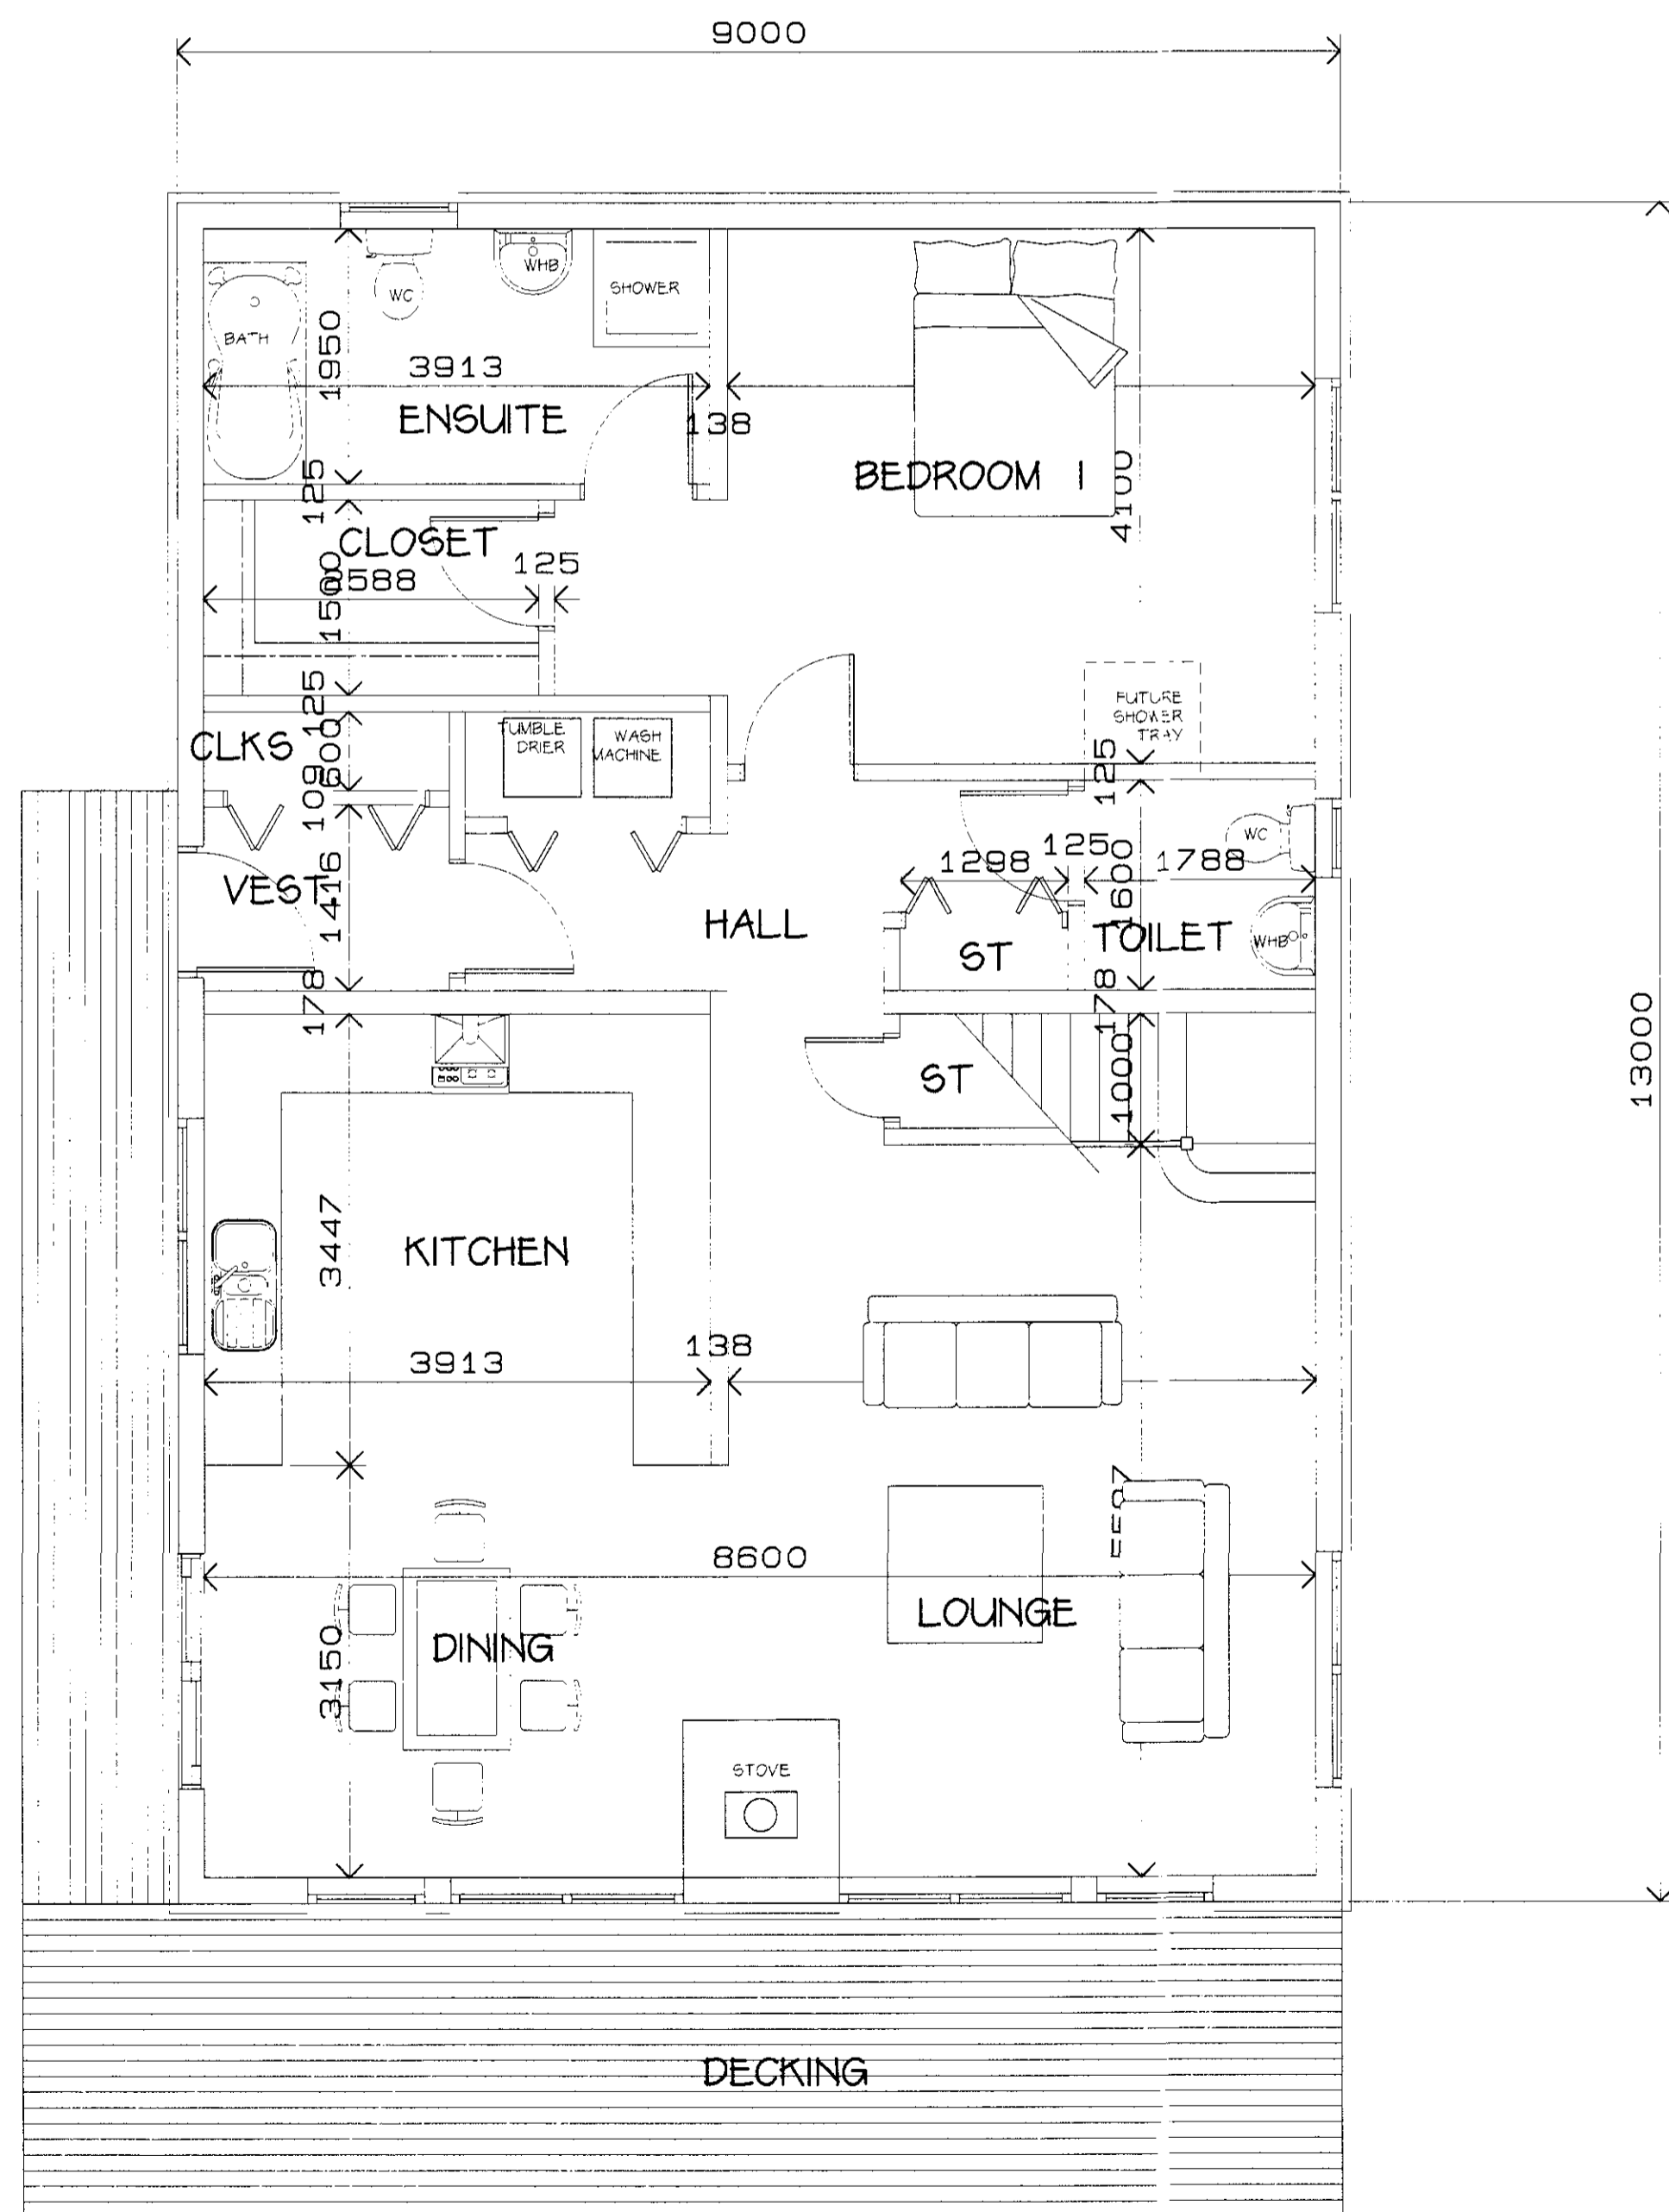 9000
WHB
WC
SHOWER
BATH
1950
3913
ENSUITE
138
BEDROOM 1
4100
125
CLOSET
125
1500
125
FUTURE
SHOWER
TRAY
TUMBLE
DRIER
WASH
MACHINE
CLKS
600
109
125
WC
1298
125
1788
1600
VEST
1416
HALL
ST
TOILET
WHB
178
178
13000
ST
1000
KITCHEN
3447
3913
138
8600
LOUNGE
DINING
3150
STOVE
DECKING